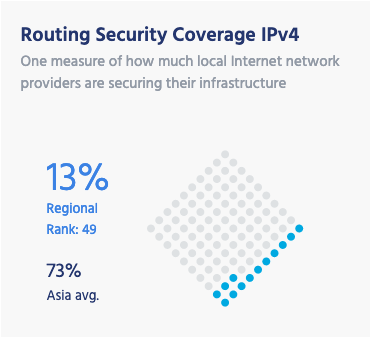 Routing Security Coverage IPv4
One measure of how much local Internet network
providers are securing their infrastructure
13%
Regional
Rank: 49
73%
Asia avg.